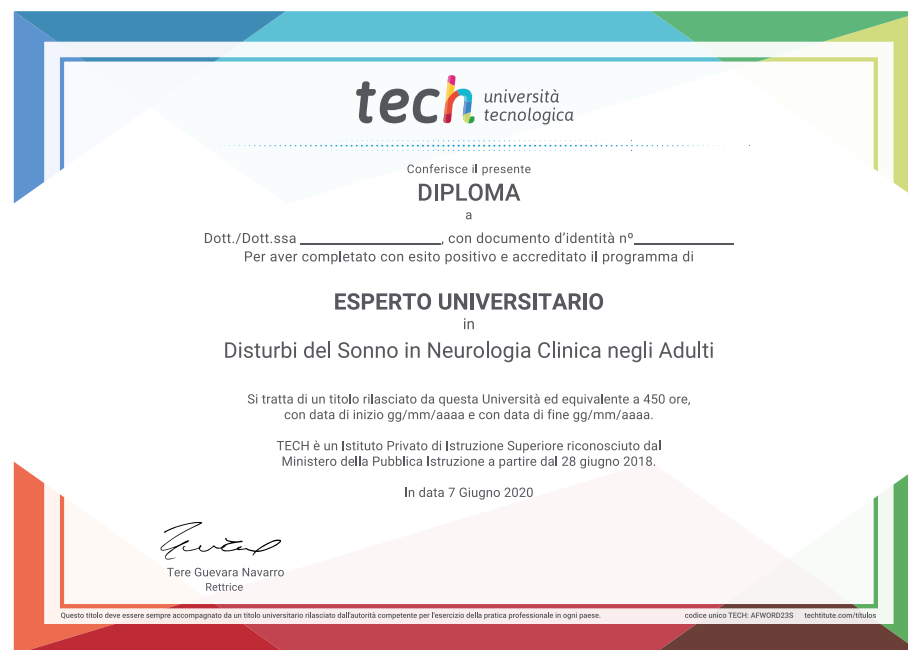 tech università
tecnologica
Conferisce il presente
DIPLOMA
a
Dott./Dott.ssa ____________________, con documento d'identità nº______________
Per aver completato con esito positivo e accreditato il programma di
ESPERTO UNIVERSITARIO
in
Disturbi del Sonno in Neurologia Clinica negli Adulti
Si tratta di un titolo rilasciato da questa Università ed equivalente a 450 ore,
con data di inizio gg/mm/aaaa e con data di fine gg/mm/aaaa.
TECH è un Istituto Privato di Istruzione Superiore riconosciuto dal
Ministero della Pubblica Istruzione a partire dal 28 giugno 2018.
In data 7 Giugno 2020
Tere Guevara Navarro
Rettrice
Questo titolo deve essere sempre accompagnato da un titolo universitario rilasciato dall'autorità competente per l'esercizio della pratica professionale in ogni paese. codice unico TECH: AFWORD23S techtitute.com/titulos